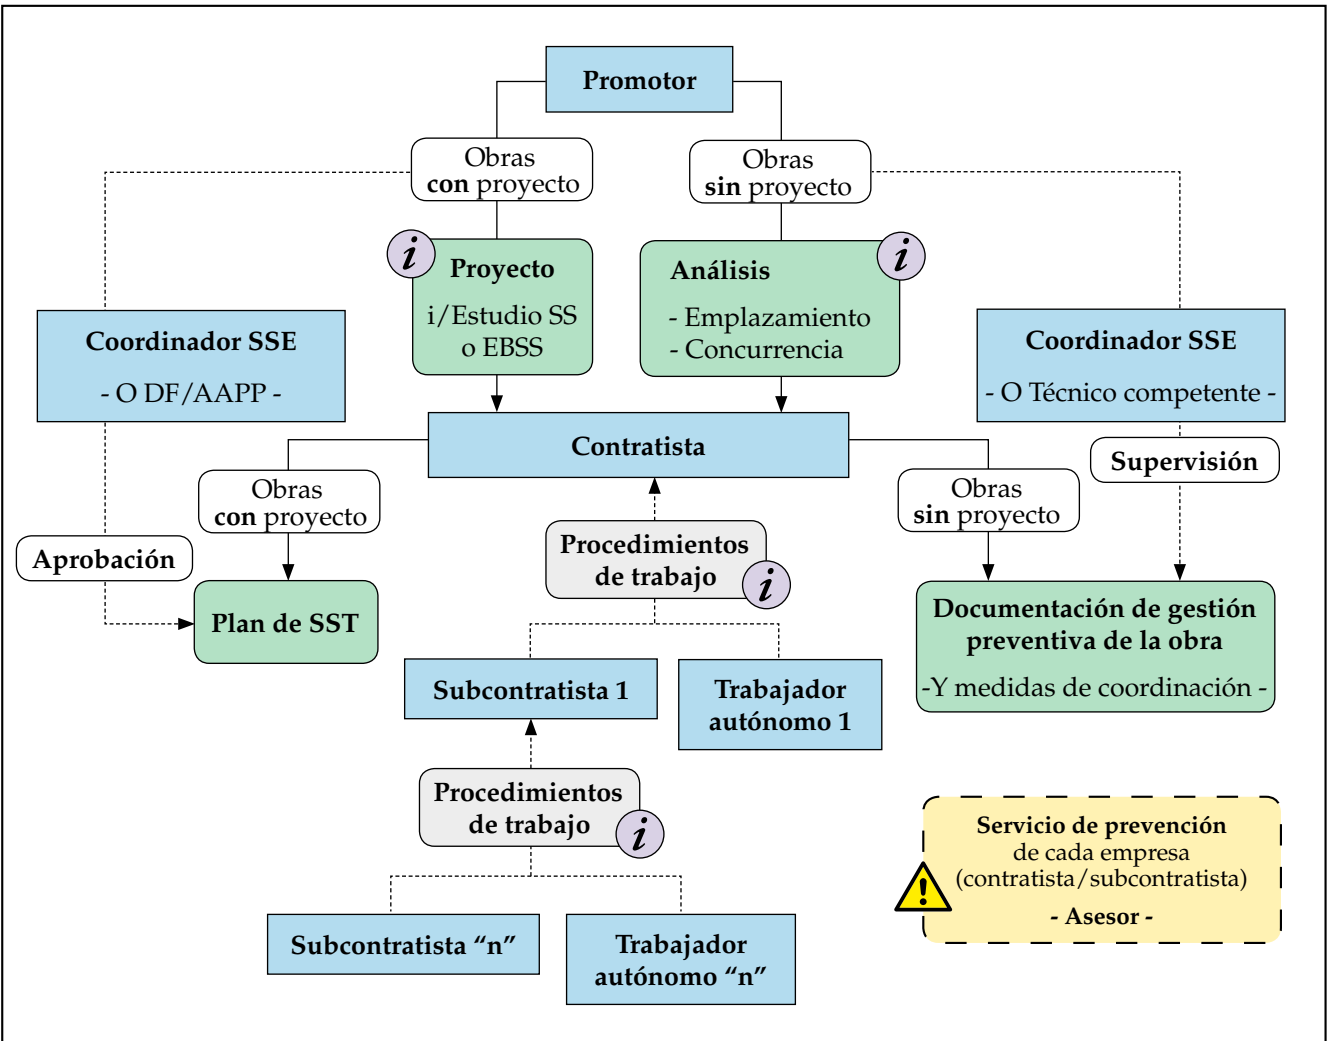 Promotor
Obras
con proyecto
Obras
sin proyecto
i
Proyecto
i/Estudio SS
o EBSS
Análisis
- Emplazamiento
- Concurrencia
i
Coordinador SSE
- O DF/AAPP -
Coordinador SSE
- O Técnico competente -
Contratista
Obras
con proyecto
Obras
sin proyecto
Supervisión
Aprobación
Procedimientos
de trabajo
i
Plan de SST
Documentación de gestión
preventiva de la obra
-Y medidas de coordinación -
Subcontratista 1
Trabajador
autónomo 1
Procedimientos
de trabajo
i
Servicio de prevención
de cada empresa
(contratista/subcontratista)
- Asesor -
!
Subcontratista “n”
Trabajador
autónomo “n”